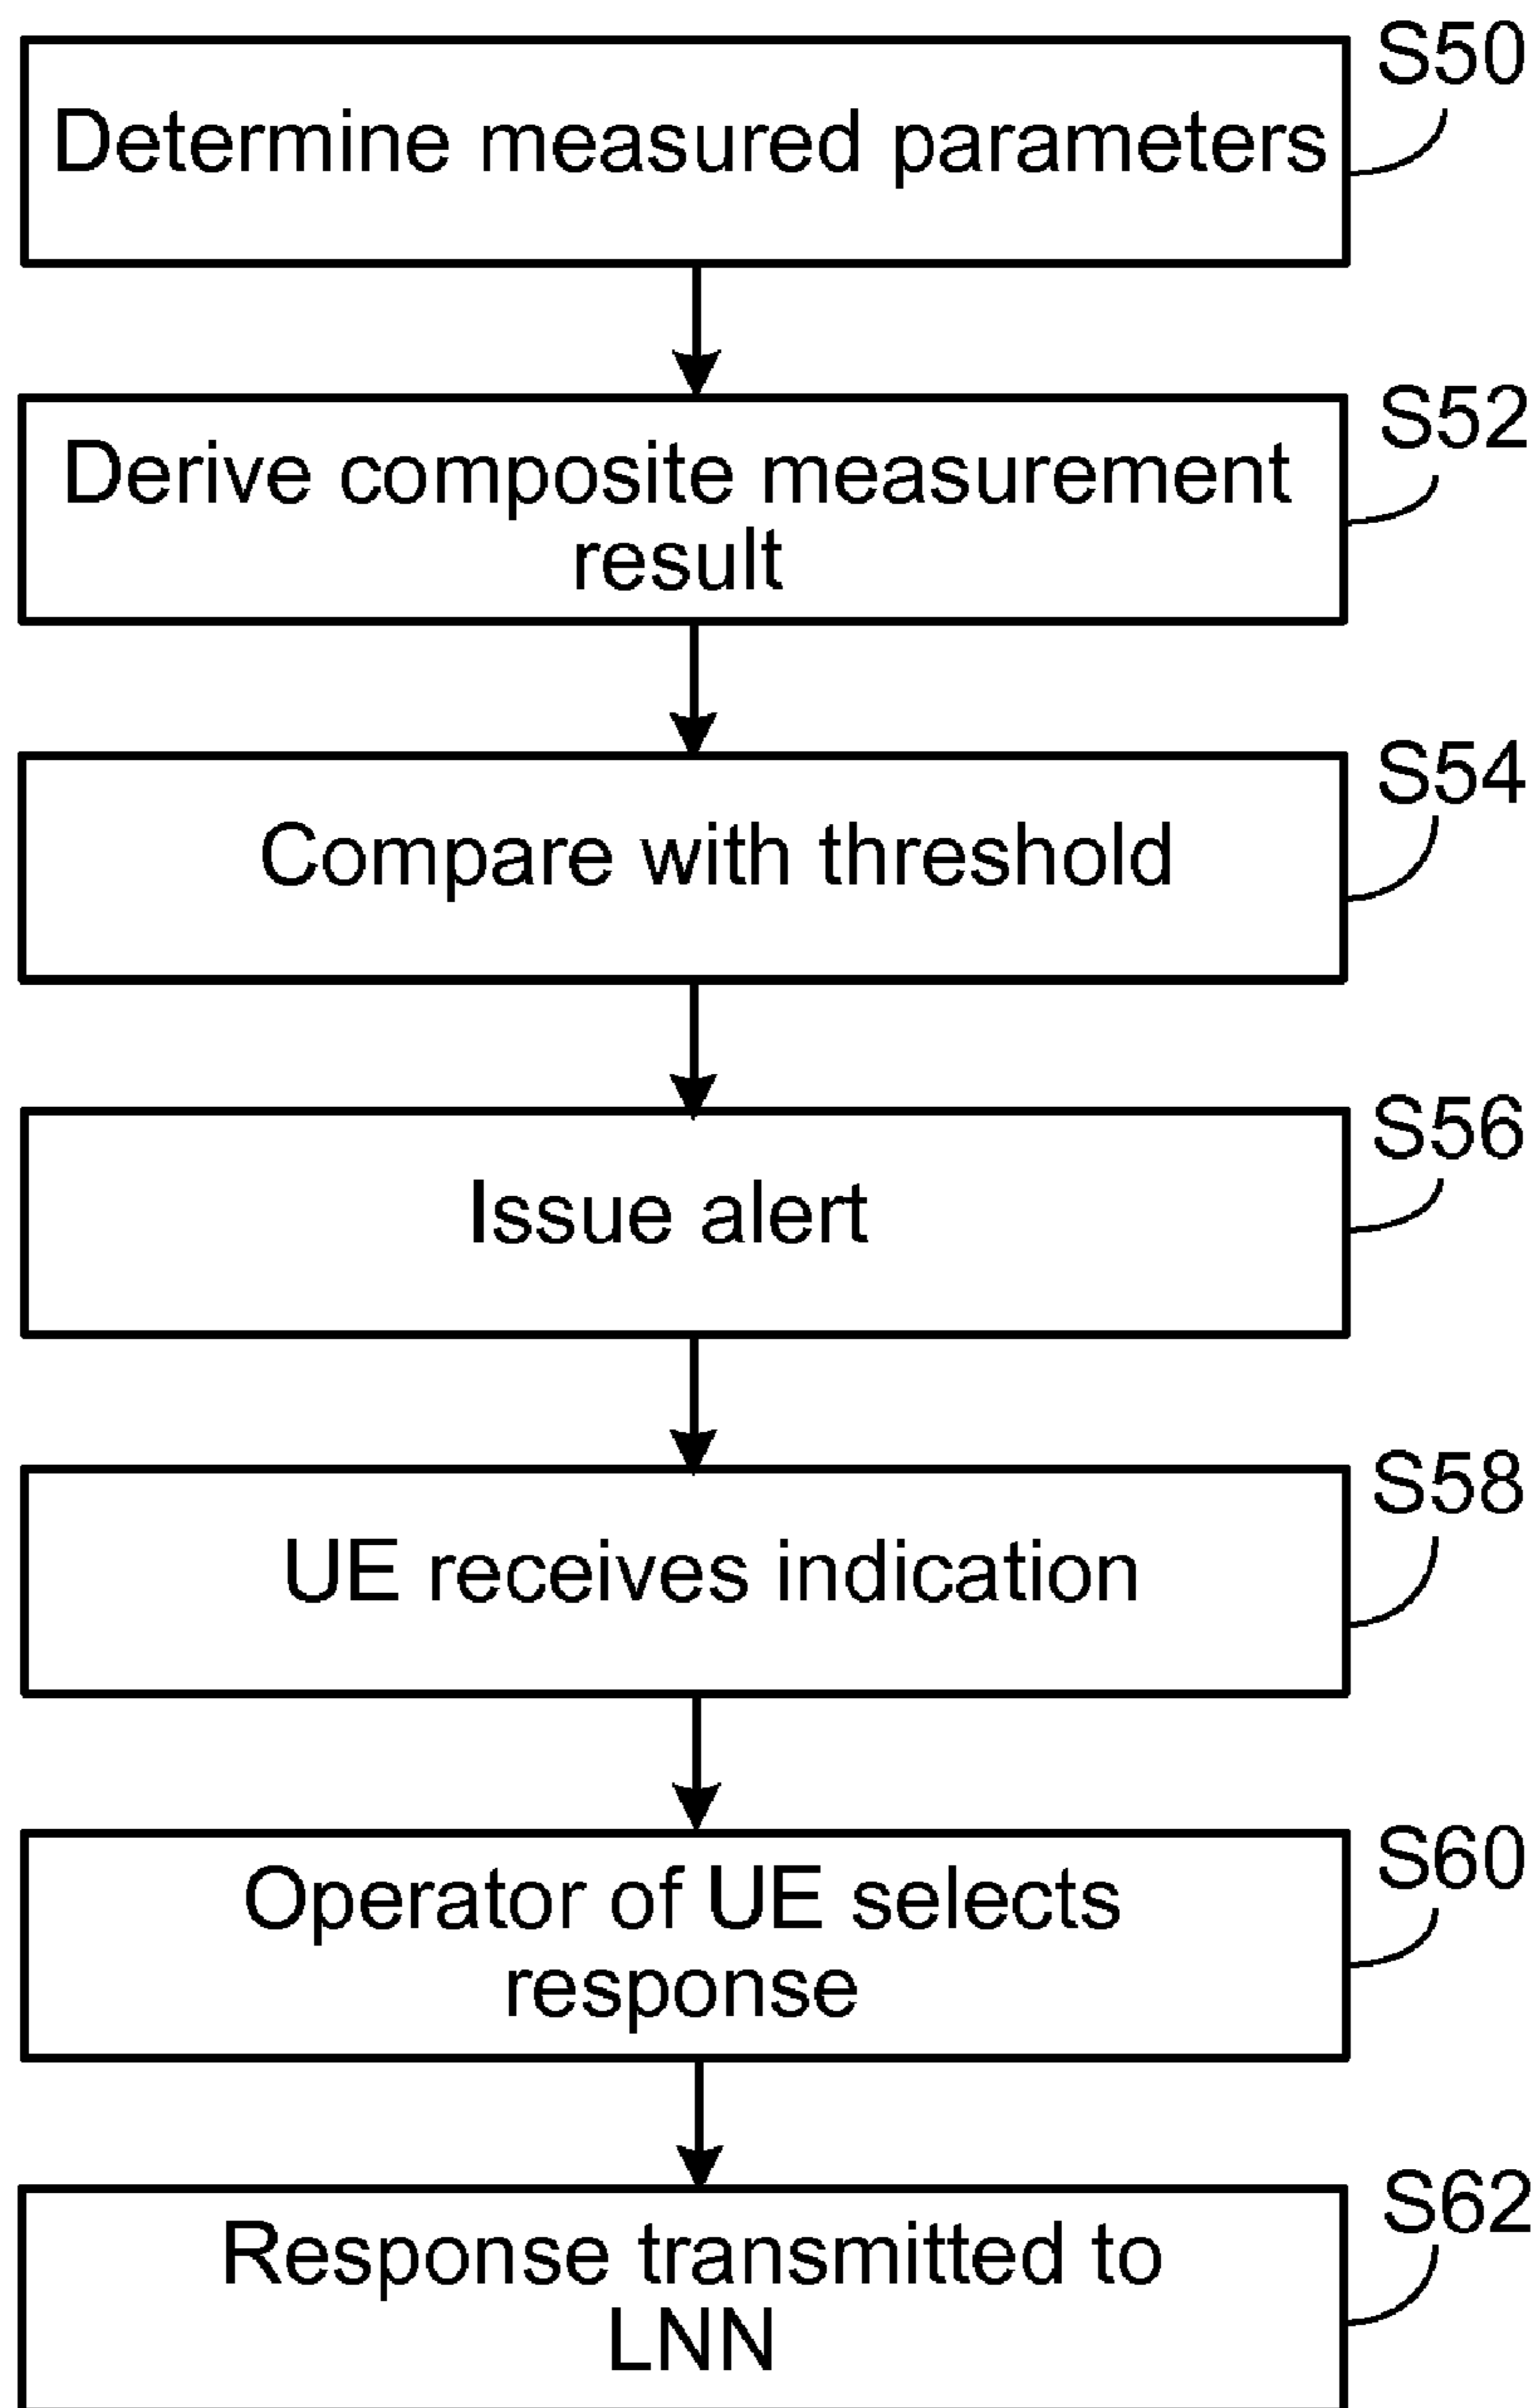 S50
Determine measured parameters
S52
Derive composite measurement
result
S54
Compare with threshold
S56
Issue alert
S58
UE receives indication
S60
Operator of UE selects
response
S62
Response transmitted to
LNN